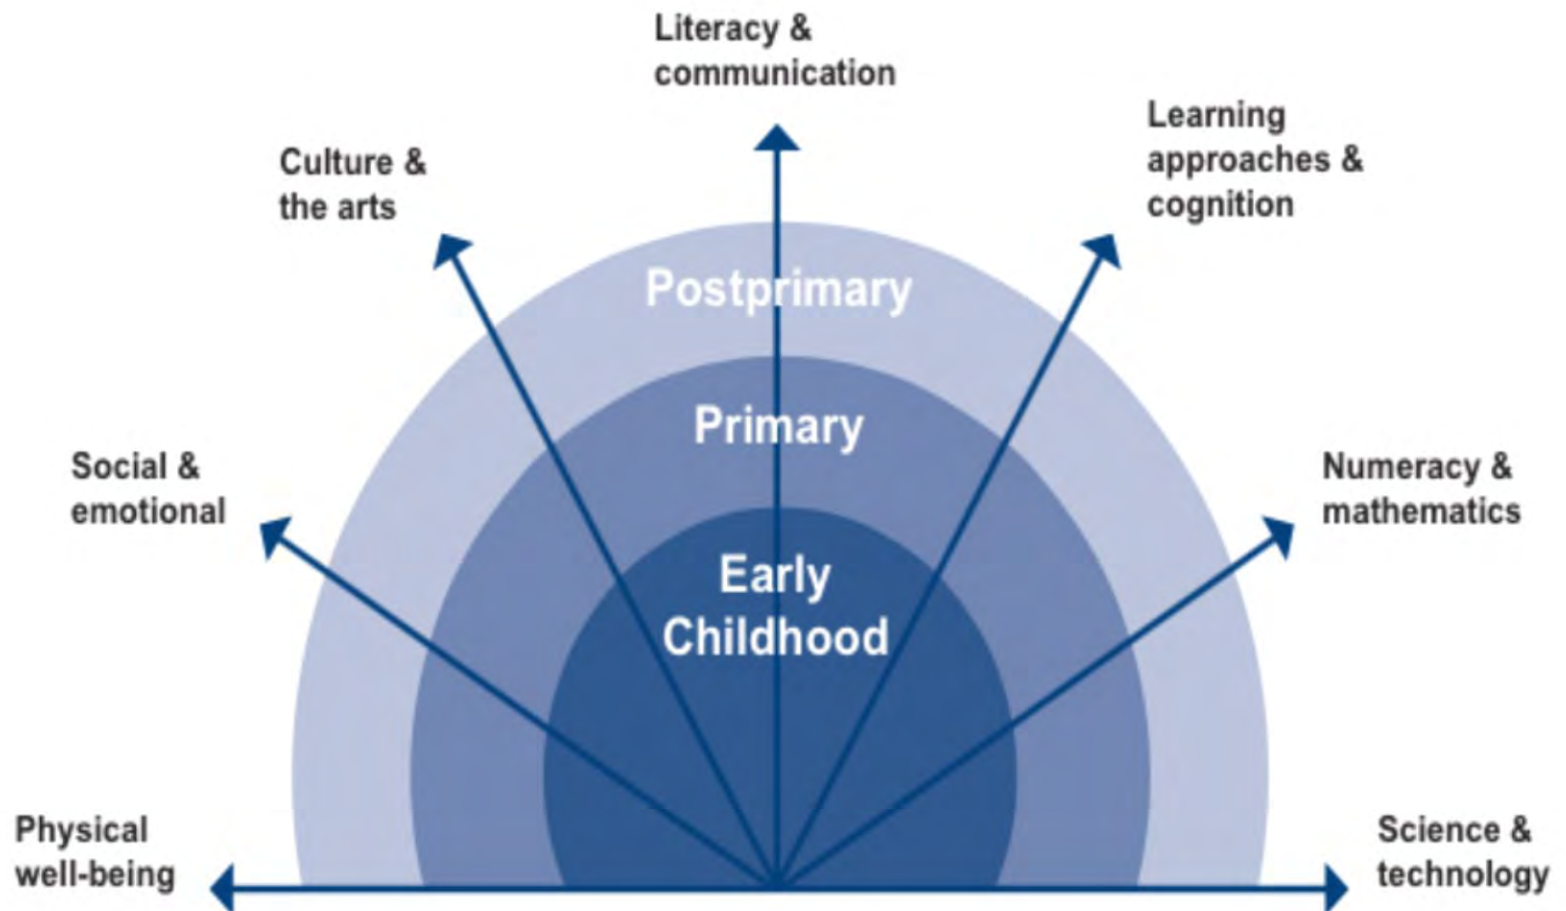 Literacy &
communication
Learning
approaches &
cognition
Culture &
the arts
Postprimary
Primary
Social &
emotional
Numeracy &
mathematics
Early
Childhood
Physical
well-being
Science &
technology